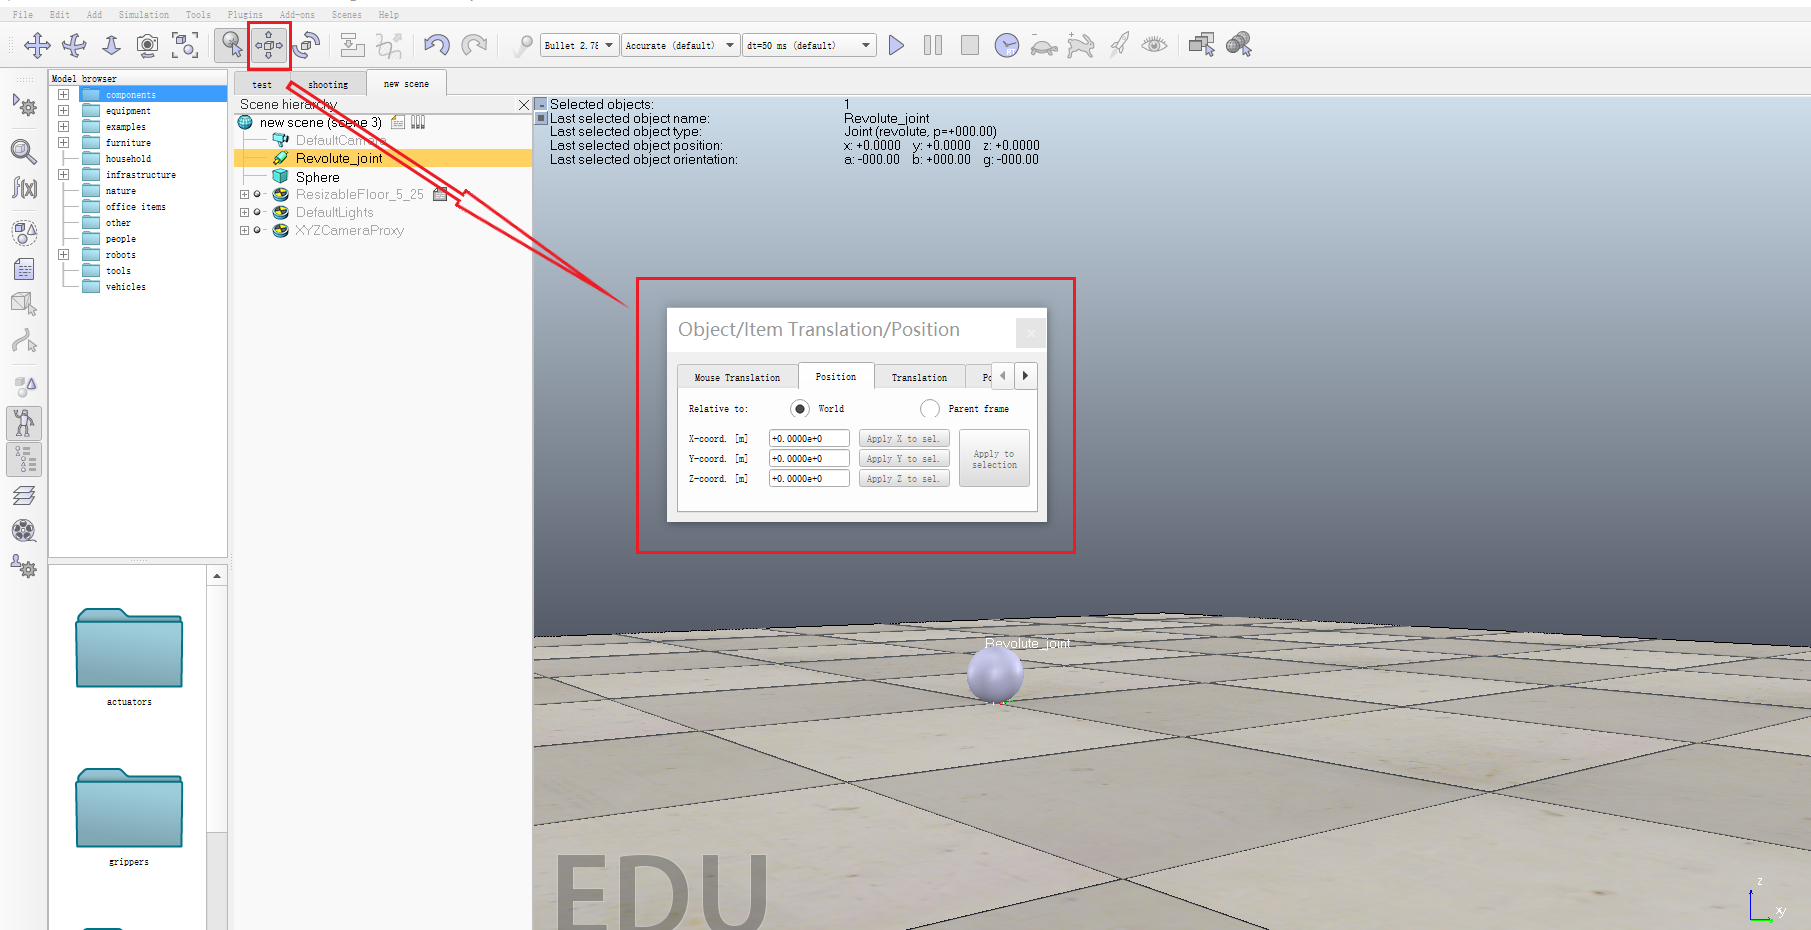 File Edit Add Simulation Tools Plugins Add-ons Scenes Help
Bullet 2.78 Accurate (default) dt=50 ms (default)
RT
Model browser
components
equipment
examples
furniture
household
infrastructure
nature
office items
other
people
robots
tools
vehicles
actuators
grippers
test shooting new scene
Scene hierarchy
new scene (scene 3)
DefaultCamera
Revolute_joint
Sphere
ResizableFloor_5_25
DefaultLights
XYZCameraProxy
f(x)
Selected objects: 1
Last selected object name: Revolute_joint
Last selected object type: Joint (revolute, p=+000.00)
Last selected object position: x: +0.0000 y: +0.0000 z: +0.0000
Last selected object orientation: a: -000.00 b: +000.00 g: -000.00
Object/Item Translation/Position
Mouse Translation Position Translation Po
Relative to: World Parent frame
X-coord. [m] +0.0000e+0 Apply X to sel.
Y-coord. [m] +0.0000e+0 Apply Y to sel.
Z-coord. [m] +0.0000e+0 Apply Z to sel.
Apply to
selection
Revolute_joint
EDU
z
xy